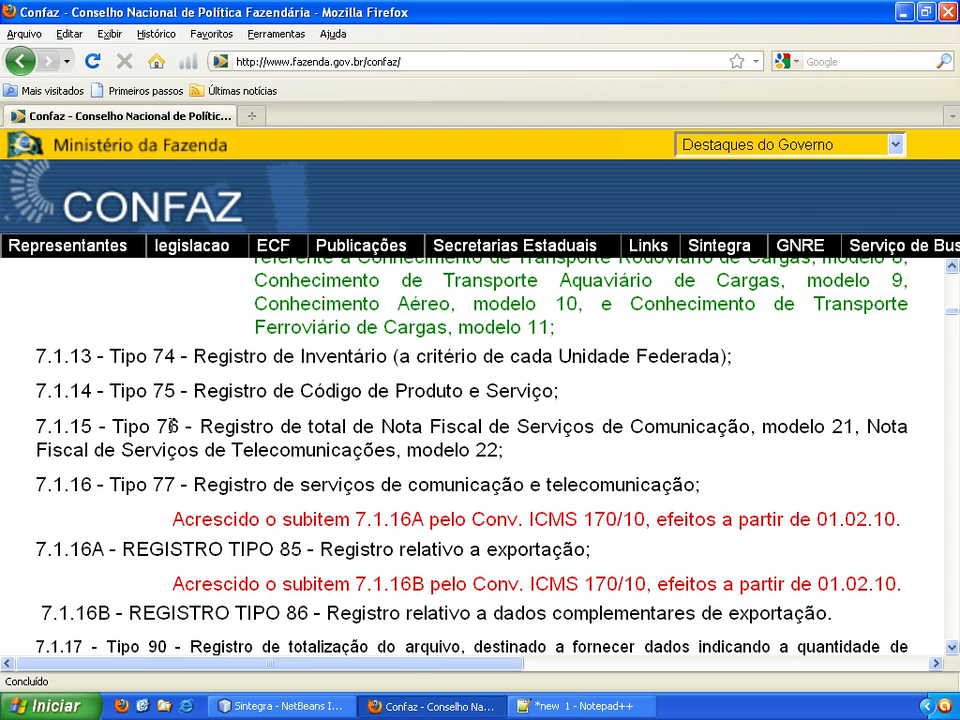 Confaz - Conselho Nacional de Política Fazendária - Mozilla Firefox
Arquivo Editar Exibir Histórico Favoritos Ferramentas Ajuda
http://www.fazenda.gov.br/confaz/
Google
Mais visitados Primeiros passos Últimas notícias
Confaz - Conselho Nacional de Polític...
Ministério da Fazenda
Destaques do Governo
CONFAZ
Representantes legislacao ECF Publicações Secretarias Estaduais Links Sintegra GNRE Serviço de Bus
referente a Conhecimento de Transporte Rodoviário de Cargas, modelo 8,
Conhecimento de Transporte Aquaviário de Cargas, modelo 9,
Conhecimento Aéreo, modelo 10, e Conhecimento de Transporte
Ferroviário de Cargas, modelo 11;
7.1.13 - Tipo 74 - Registro de Inventário (a critério de cada Unidade Federada);
7.1.14 - Tipo 75 - Registro de Código de Produto e Serviço;
7.1.15 - Tipo 76 - Registro de total de Nota Fiscal de Serviços de Comunicação, modelo 21, Nota
Fiscal de Serviços de Telecomunicações, modelo 22;
7.1.16 - Tipo 77 - Registro de serviços de comunicação e telecomunicação;
Acrescido o subitem 7.1.16A pelo Conv. ICMS 170/10, efeitos a partir de 01.02.10.
7.1.16A - REGISTRO TIPO 85 - Registro relativo a exportação;
Acrescido o subitem 7.1.16B pelo Conv. ICMS 170/10, efeitos a partir de 01.02.10.
7.1.16B - REGISTRO TIPO 86 - Registro relativo a dados complementares de exportação.
7.1.17 - Tipo 90 - Registro de totalização do arquivo, destinado a fornecer dados indicando a quantidade de
Concluído
Iniciar
Sintegra - NetBeans I...
Confaz - Conselho Na...
*new 1 - Notepad++